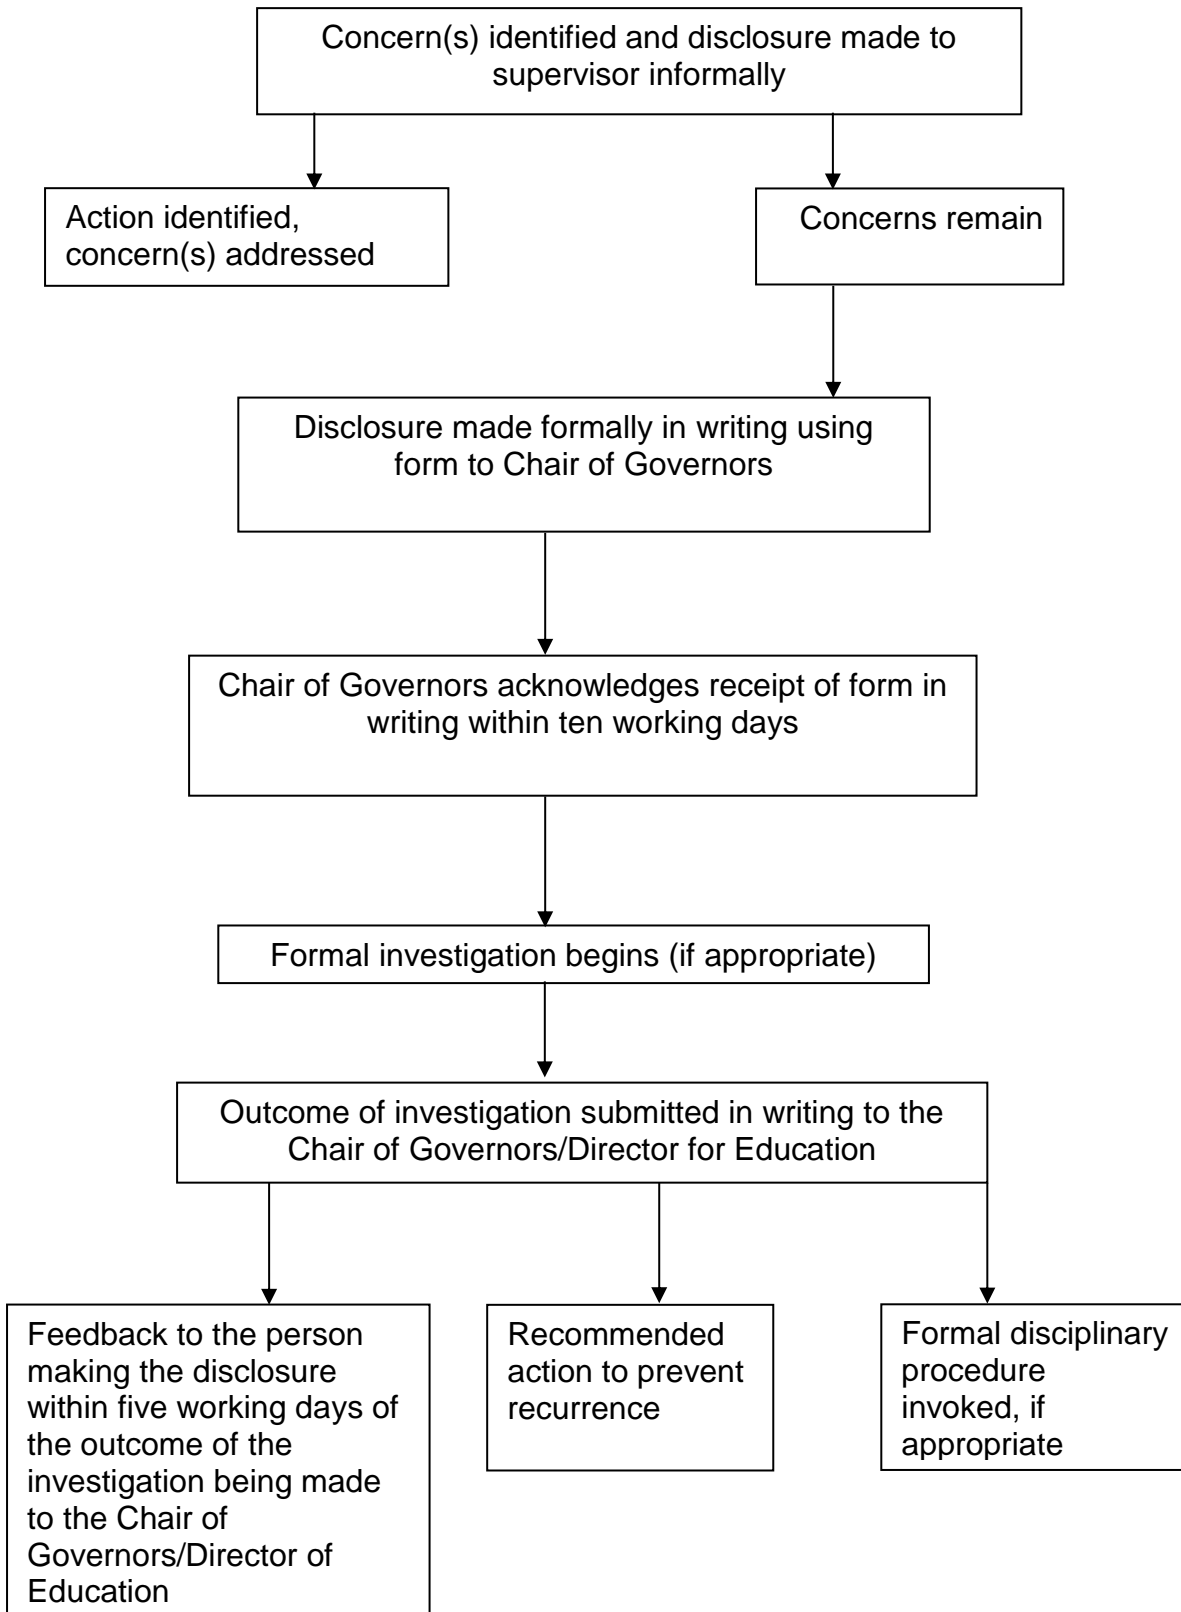 Concern(s) identified and disclosure made to
supervisor informally
Action identified,
concern(s) addressed
Concerns remain
Disclosure made formally in writing using
form to Chair of Governors
Chair of Governors acknowledges receipt of form in
writing within ten working days
Formal investigation begins (if appropriate)
Outcome of investigation submitted in writing to the
Chair of Governors/Director for Education
Feedback to the person
making the disclosure
within five working days of
the outcome of the
investigation being made
to the Chair of
Governors/Director of
Education
Recommended
action to prevent
recurrence
Formal disciplinary
procedure
invoked, if
appropriate